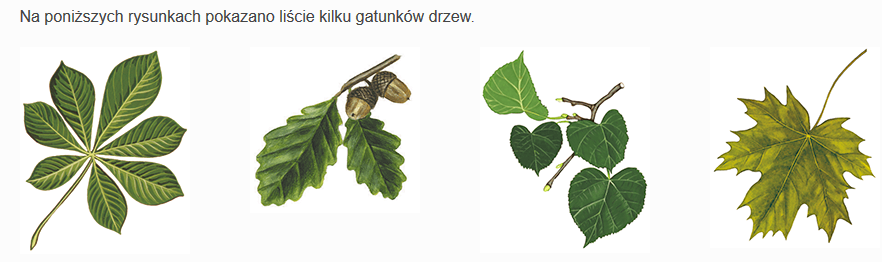 Na poniższych rysunkach pokazano liście kilku gatunków drzew.